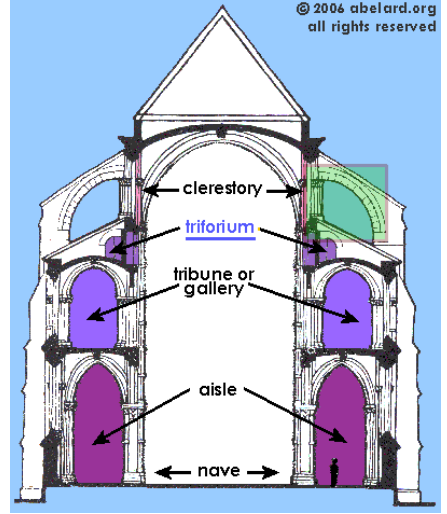 © 2006 abelard.org
all rights reserved
clerestory
triforium
tribune or
gallery
aisle
nave